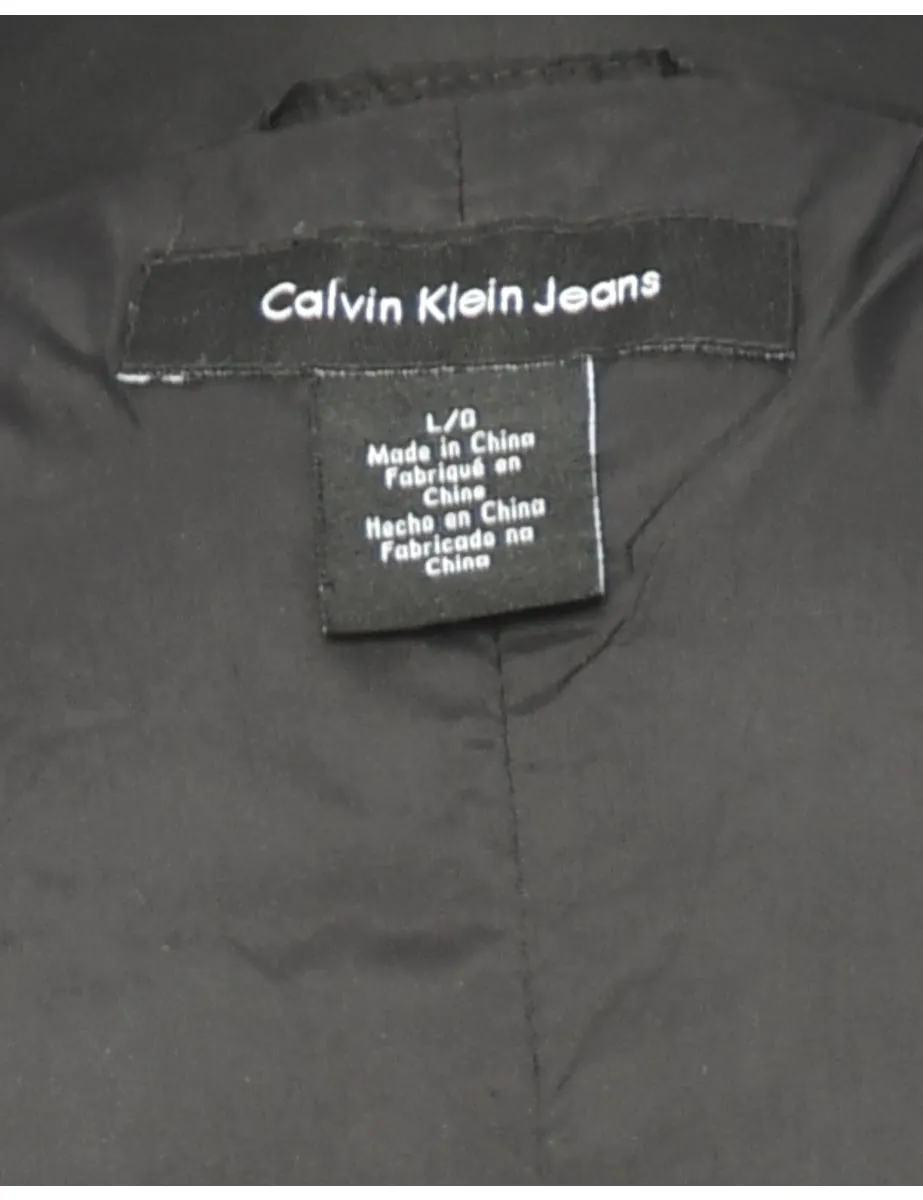 Calvin Klein Jeans
L/G
Made in China
Fabriqué en
Chine
Hecho en China
Fabricado na
China